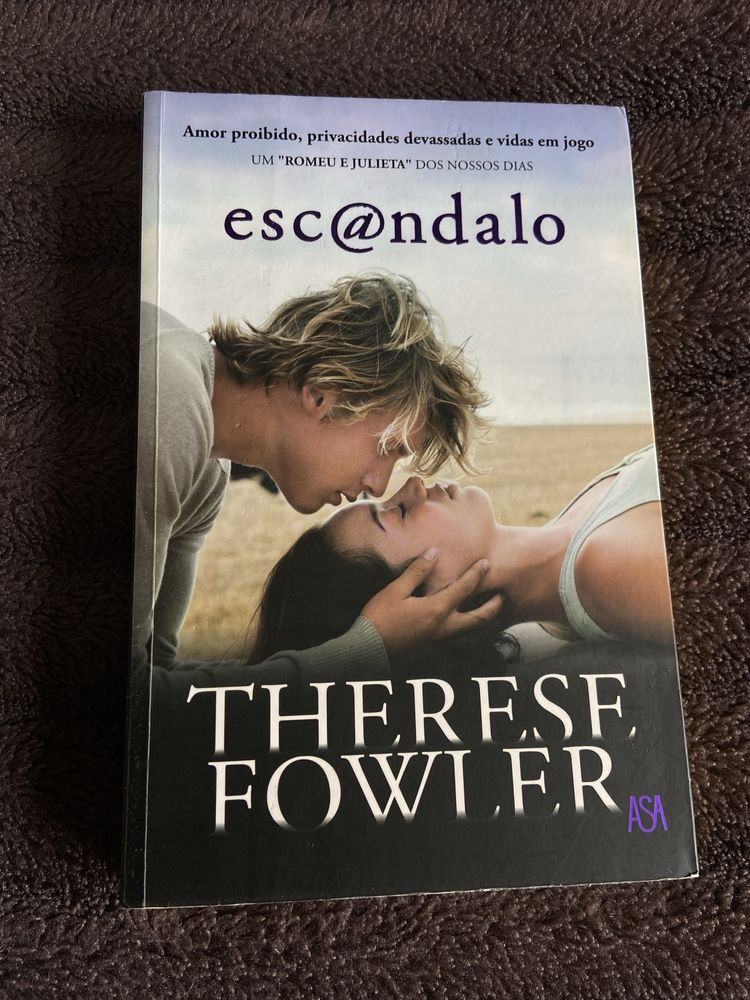 Amor proibido, privacidades devassadas e vidas em jogo
UM "ROMEU E JULIETA" DOS NOSSOS DIAS
esc@ndalo
THERESE
FOWLER
ASA